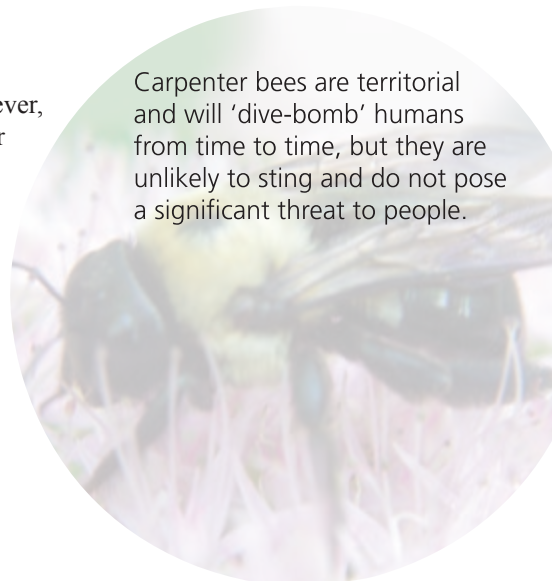 Carpenter bees are territorial
and will ‘dive-bomb’ humans
from time to time, but they are
unlikely to sting and do not pose
a significant threat to people.